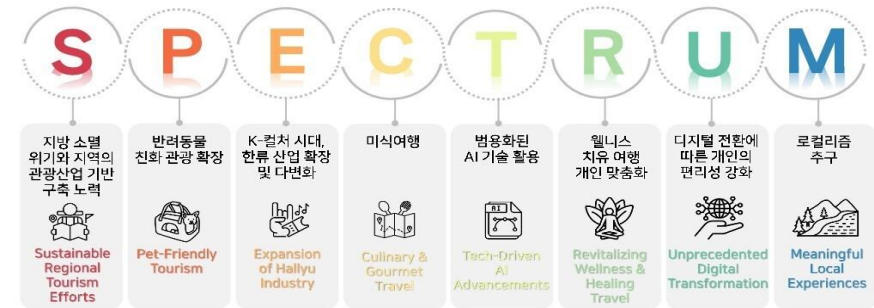 S P E C T R U M
지방 소멸
위기와 지역의
관광산업 기반
구축 노력
Sustainable
Regional
Tourism
Efforts
반려동물
친화 관광 확장
Pet-Friendly
Tourism
K-컬처 시대,
한류 산업 확장
및 다변화
Expansion
of Hallyu
Industry
미식여행
Culinary &
Gourmet
Travel
범용화된
AI 기술 활용
AI
Tech-Driven
AI
Advancements
웰니스
치유 여행
개인 맞춤화
Revitalizing
Wellness &
Healing
Travel
디지털 전환에
따른 개인의
편리성 강화
Unprecedented
Digital
Transformation
로컬리즘
추구
Meaningful
Local
Experiences